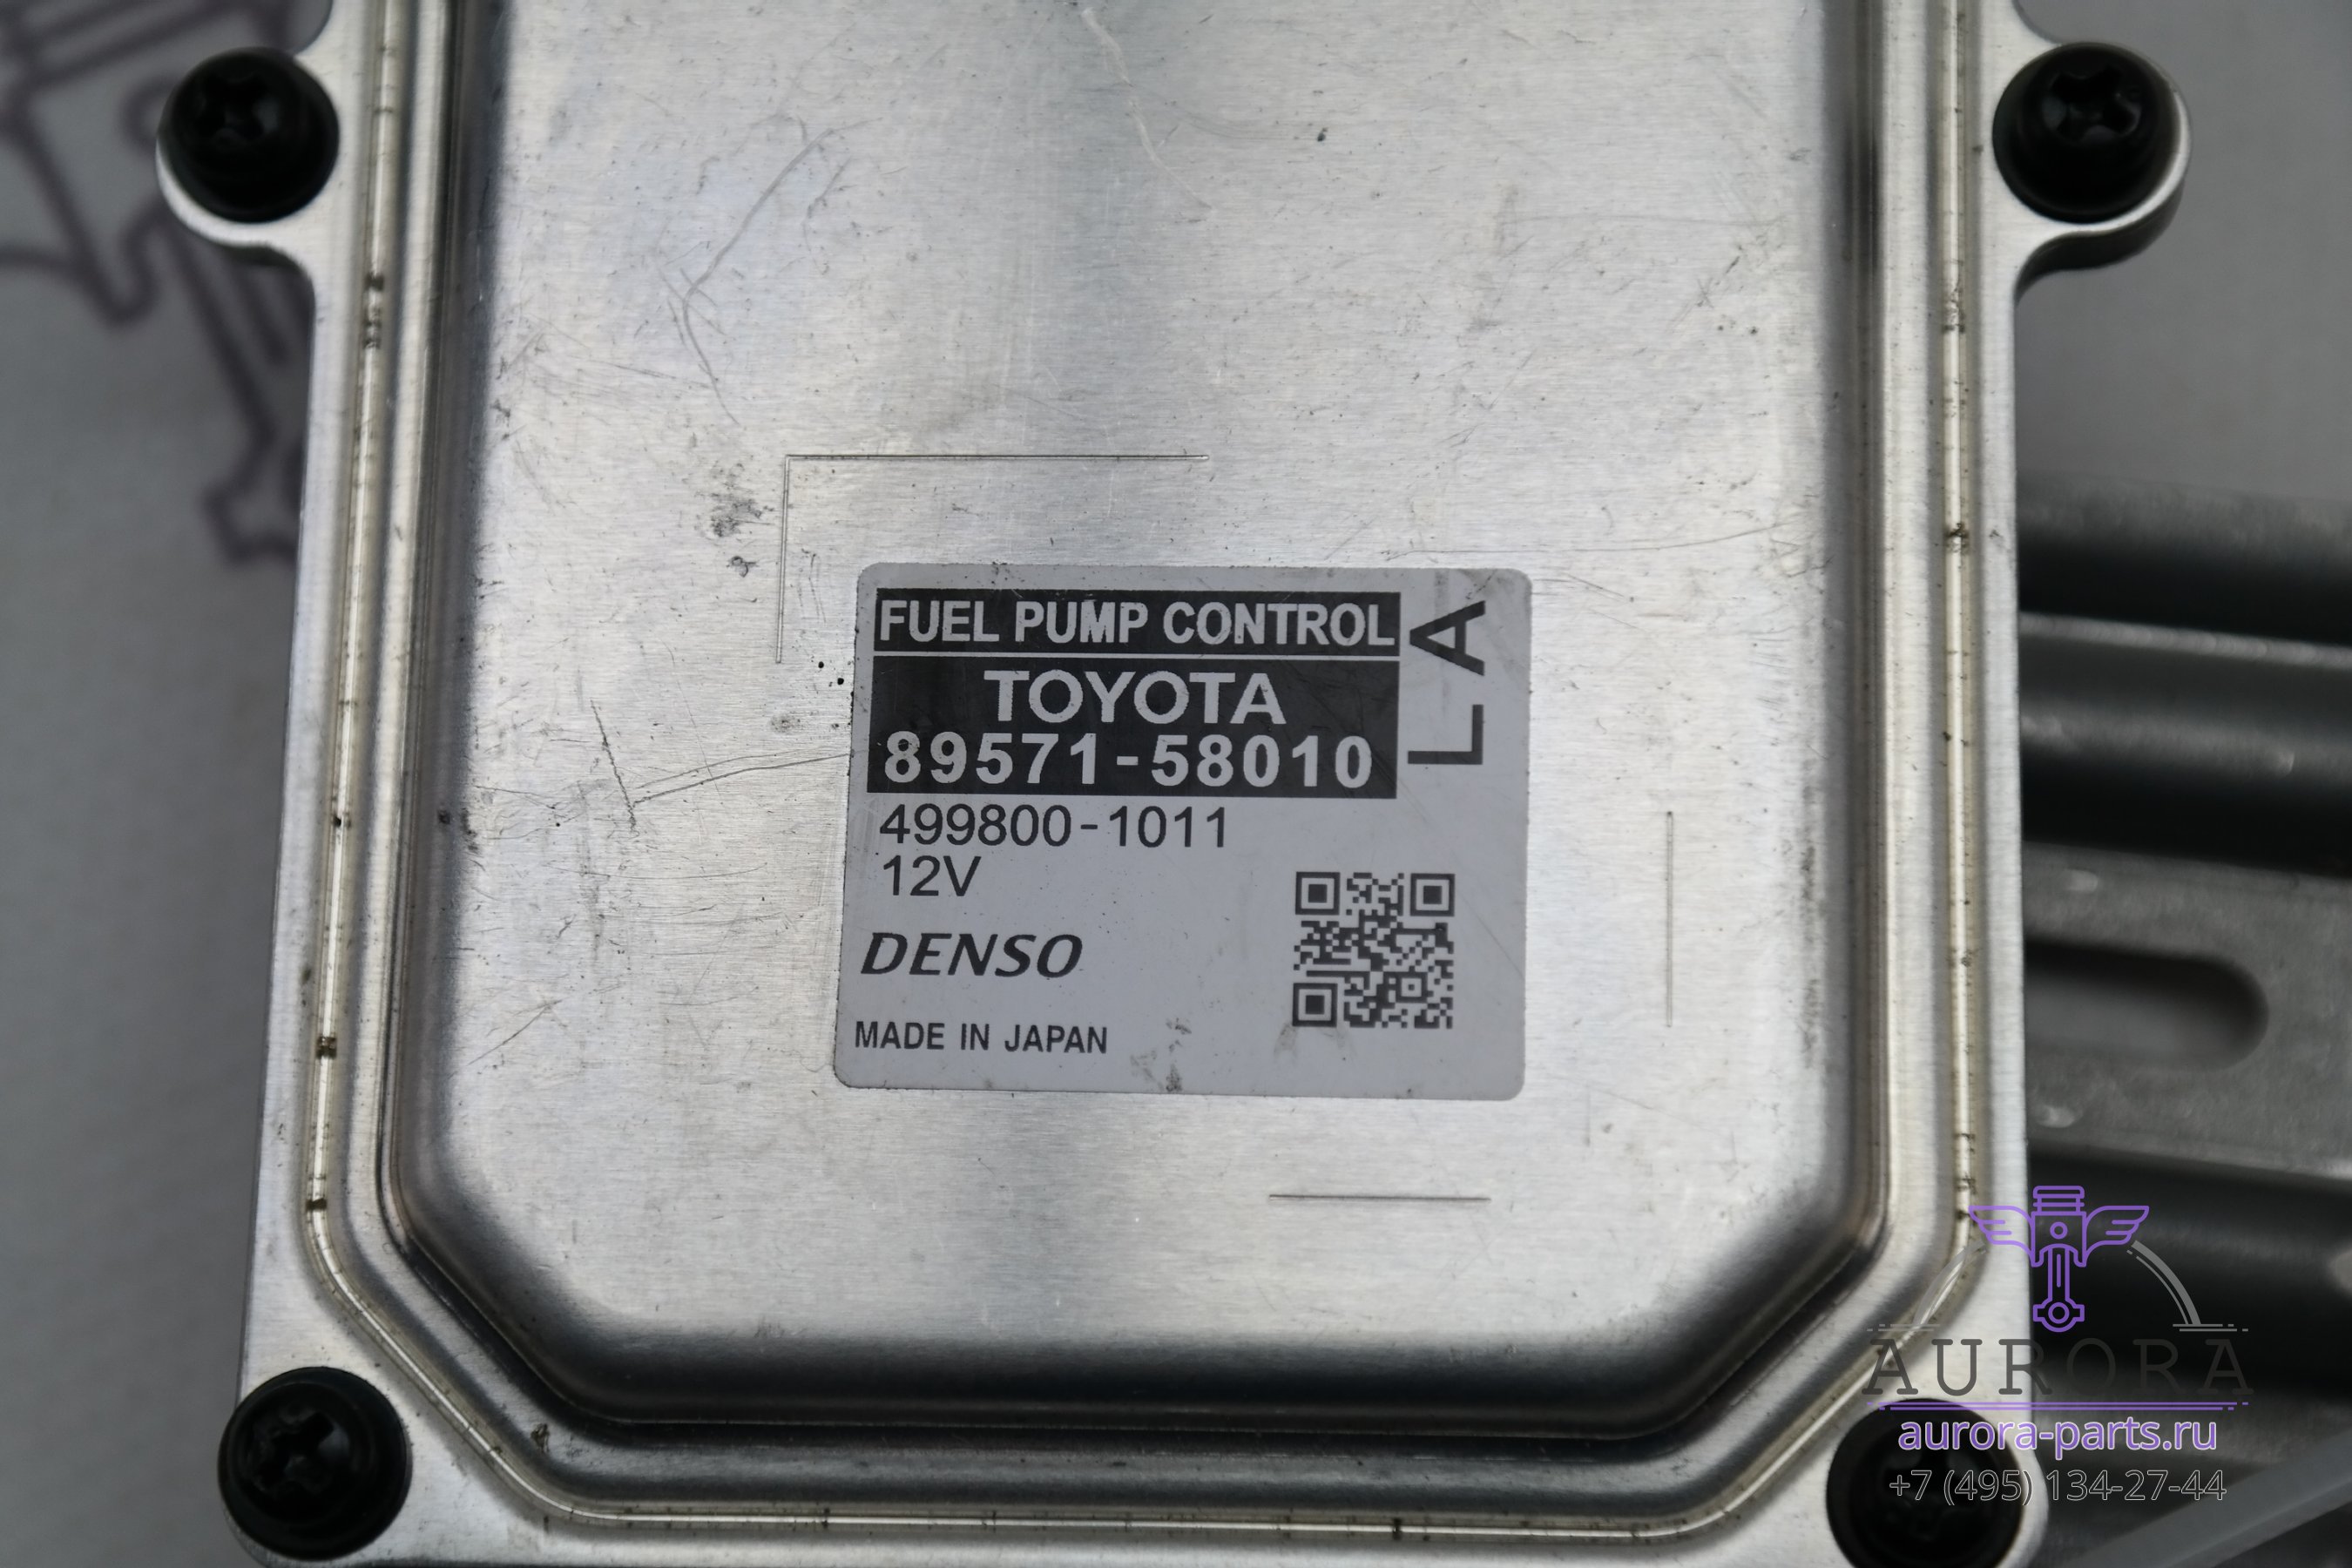 FUEL PUMP CONTROL
TOYOTA
89571-58010
LA
499800-1011
12V
DENSO
MADE IN JAPAN
AURORA
aurora-parts.ru
+7 (495) 134-27-44